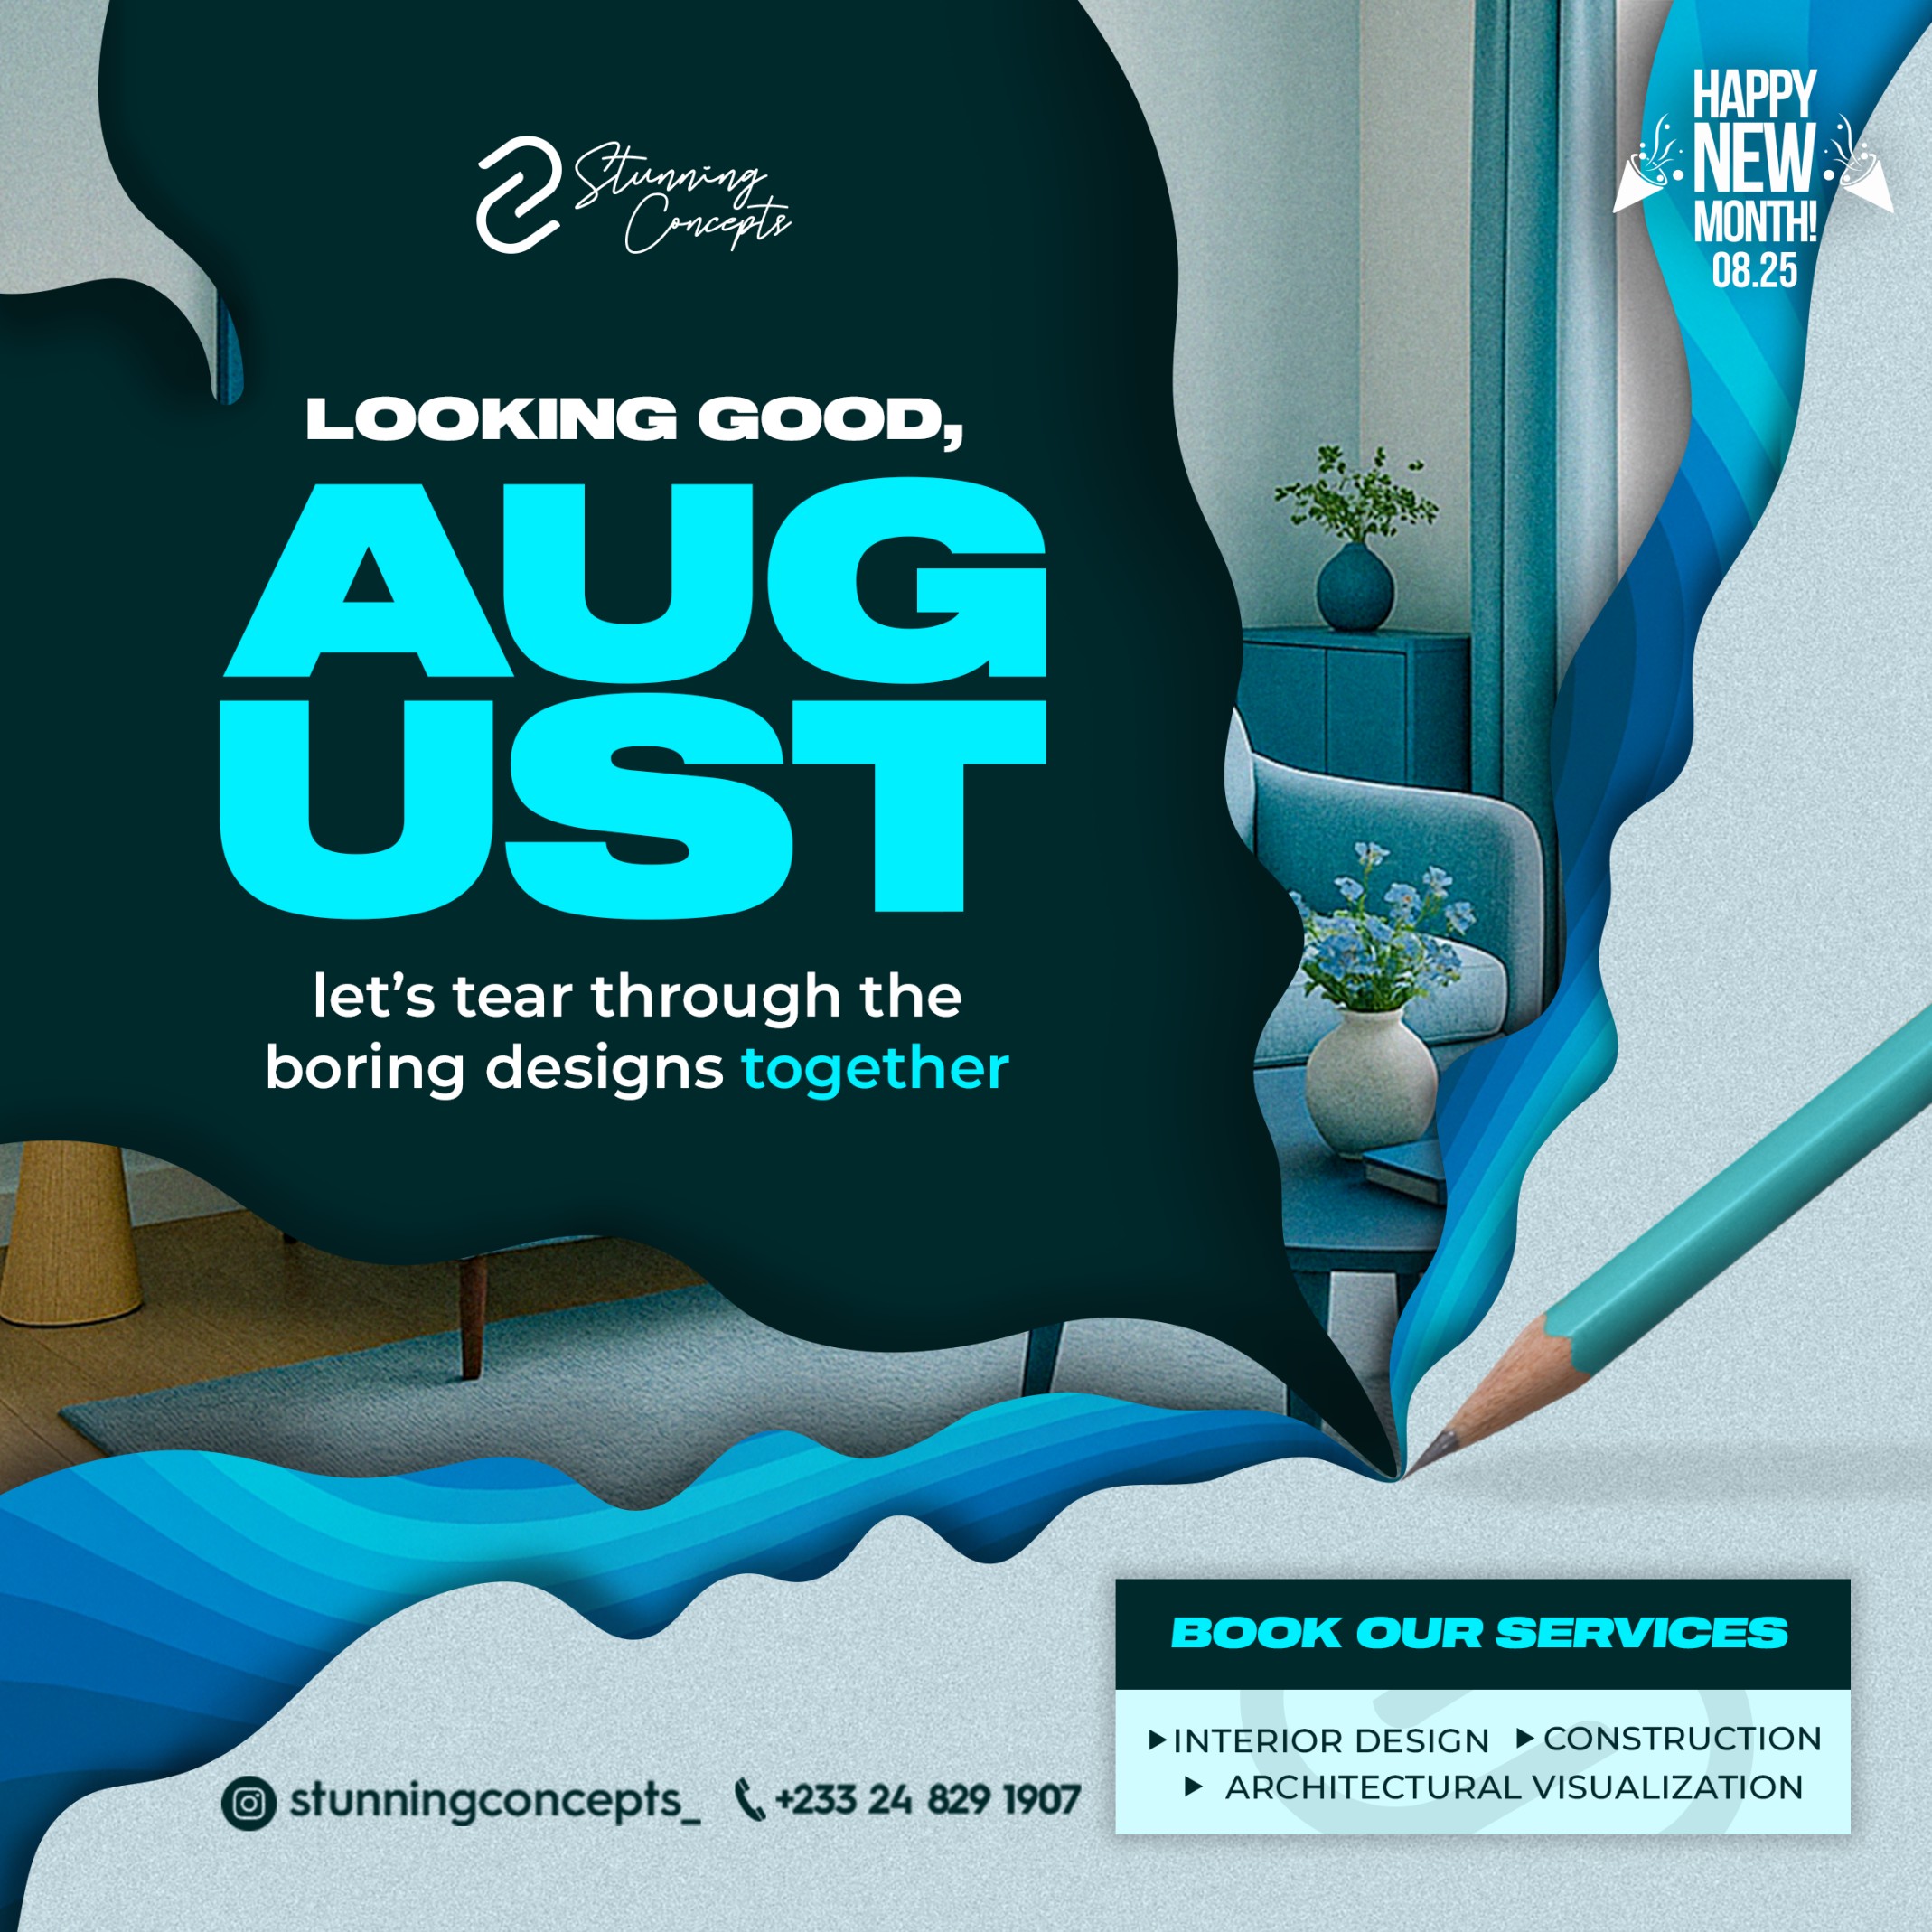 Stunning
Concepts
HAPPY
NEW
MONTH!
08.25
LOOKING GOOD,
AUG
UST
let’s tear through the
boring designs together
BOOK OUR SERVICES
INTERIOR DESIGN CONSTRUCTION
ARCHITECTURAL VISUALIZATION
stunningconcepts_ +233 24 829 1907